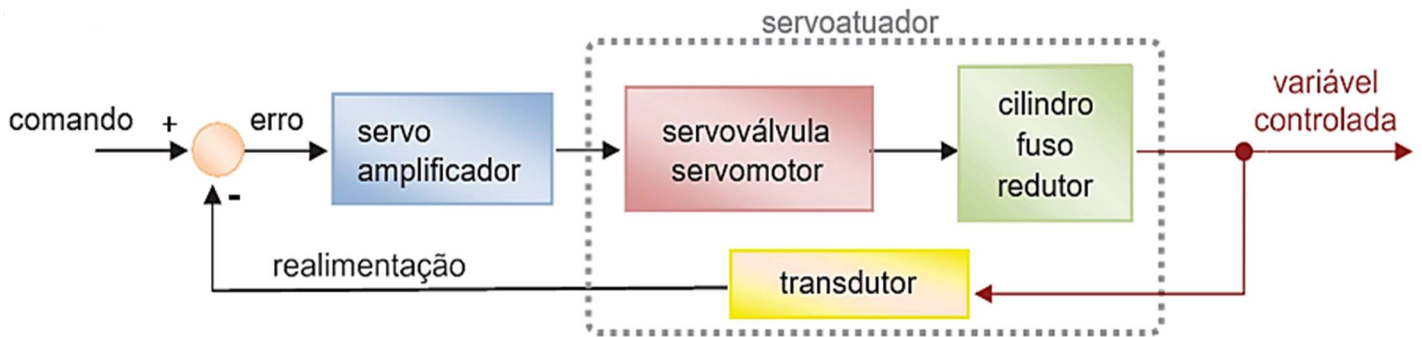 servoatuador
comando
+
erro
servo
amplificador
servoválvula
servomotor
cilindro
fuso
redutor
variável
controlada
-
realimentação
transdutor